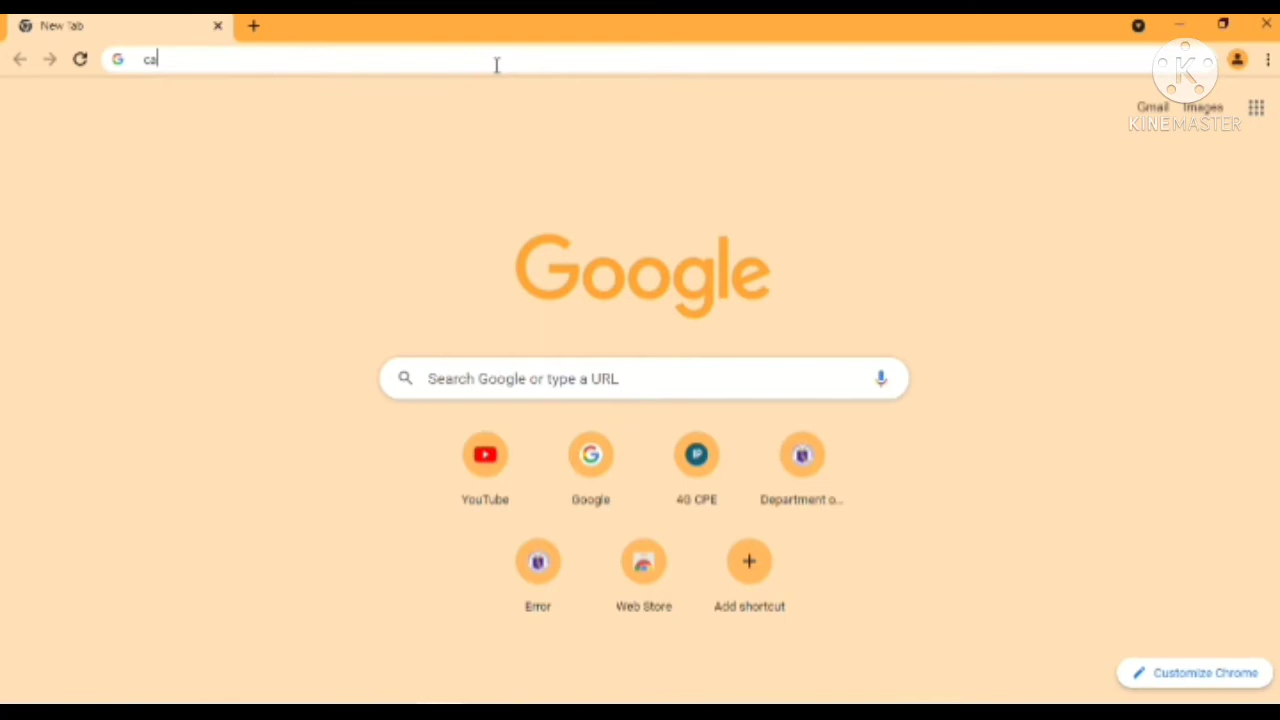 New Tab
ca
Gmail Images
K
KINEMASTER
Google
Search Google or type a URL
YouTube Google 4G CPE Department o...
Error Web Store Add shortcut
Customize Chrome